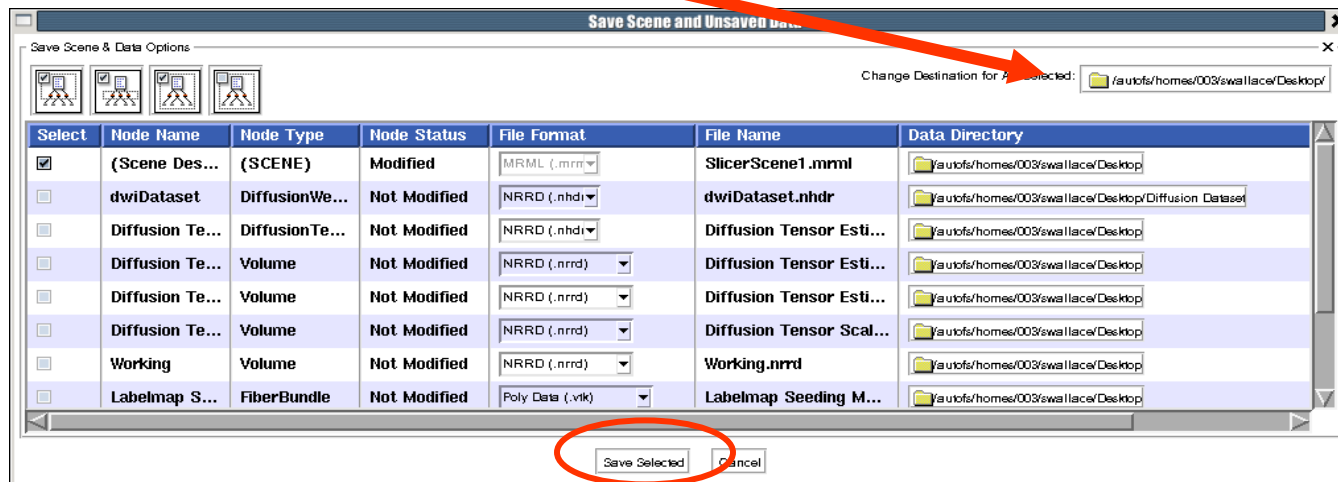 Save Scene and Unsaved Data
Save Scene & Data Options
Change Destination for All Selected: /autofs/homes/003/swallace/Desktop/
Select Node Name Node Type Node Status File Format File Name Data Directory
(Scene Des... (SCENE) Modified MRML (.mrm SlicerScene1.mrml /autofs/homes/003/swallace/Desktop
dwiDataset DiffusionWe... Not Modified NRRD (.nhdr dwiDataset.nhdr /autofs/homes/003/swallace/Desktop/Diffusion Dataset
Diffusion Te... DiffusionTe... Not Modified NRRD (.nhdr Diffusion Tensor Esti... /autofs/homes/003/swallace/Desktop
Diffusion Te... Volume Not Modified NRRD (.nrrd) Diffusion Tensor Esti... /autofs/homes/003/swallace/Desktop
Diffusion Te... Volume Not Modified NRRD (.nrrd) Diffusion Tensor Esti... /autofs/homes/003/swallace/Desktop
Diffusion Te... Volume Not Modified NRRD (.nrrd) Diffusion Tensor Scal... /autofs/homes/003/swallace/Desktop
Working Volume Not Modified NRRD (.nrrd) Working.nrrd /autofs/homes/003/swallace/Desktop
Labelmap S... FiberBundle Not Modified Poly Data (.vtk) Labelmap Seeding M... /autofs/homes/003/swallace/Desktop
Save Selected Cancel